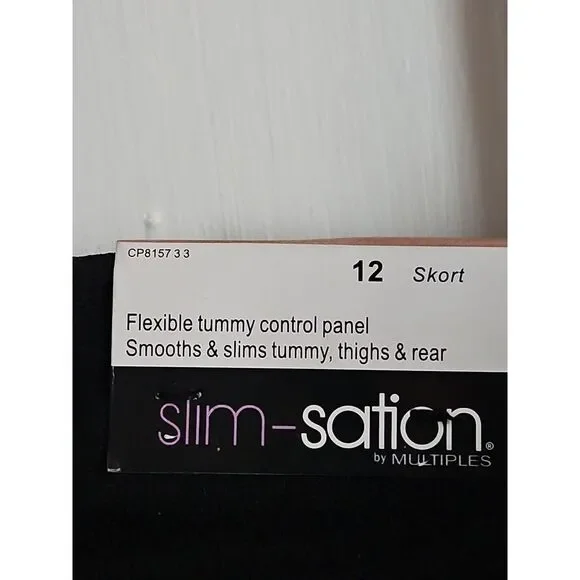 CP8157 3 3
12 Skort
Flexible tummy control panel
Smooths & slims tummy, thighs & rear
slim-sation®
by MULTIPLES